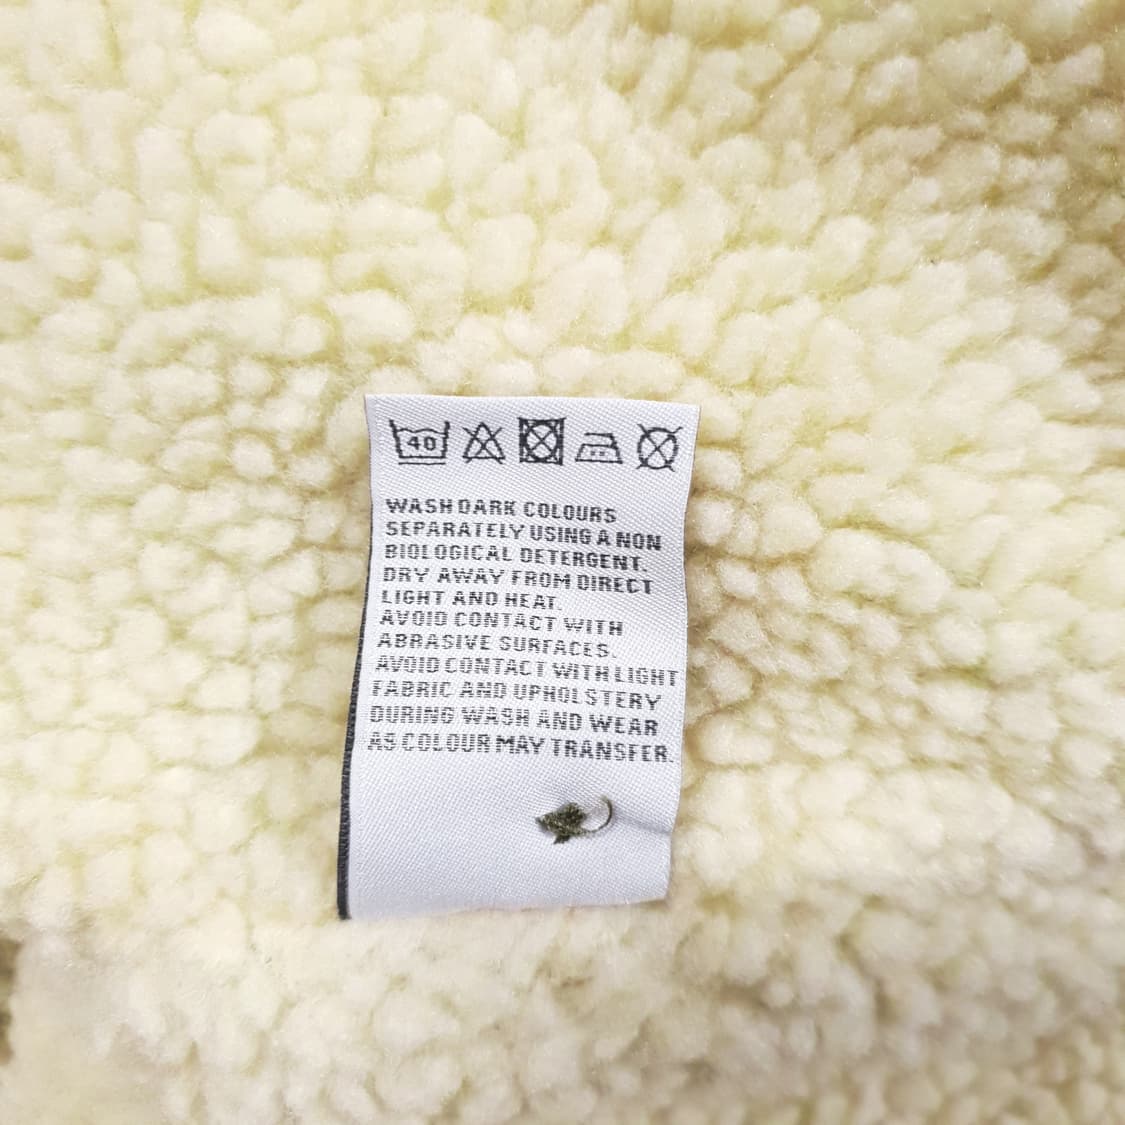 40
WASH DARK COLOURS
SEPARATELY USING A NON
BIOLOGICAL DETERGENT.
DRY AWAY FROM DIRECT
LIGHT AND HEAT.
AVOID CONTACT WITH
ABRASIVE SURFACES.
AVOID CONTACT WITH LIGHT
FABRIC AND UPHOLSTERY
DURING WASH AND WEAR
AS COLOUR MAY TRANSFER.